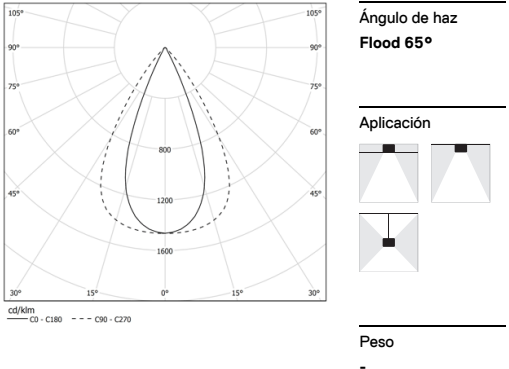 105° 105°
90° 90°
75° 75°
60° 60°
45° 45°
800
1200
1600
30° 15° 0° 15° 30°
cd/klm
C0 - C180 C90 - C270
Ángulo de haz
Flood 65º
Aplicación
Peso
-